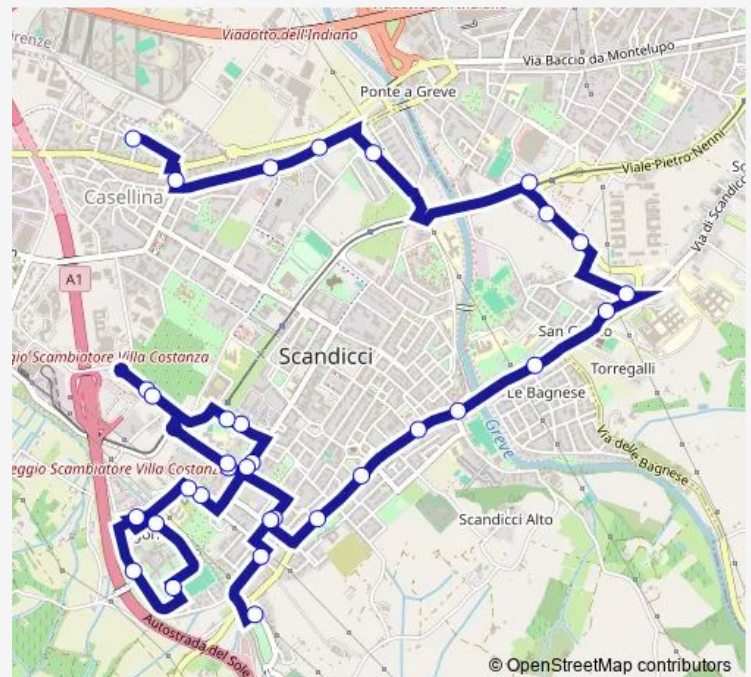 Viadotto dell'Indiano
Via Baccio da Montelupo
Ponte a Greve
Viale Pietro Nenni
Via di Scandicci
Casellina
A1
Scandicci
San
Torregalli
Le Bagnese
Greve
Via delle Bagnese
Scambiatore Villa Costanza
eggio Scambiatore Villa Costanza
Scandicci Alto
Autostrada del Sole
© OpenStreetMap contributors